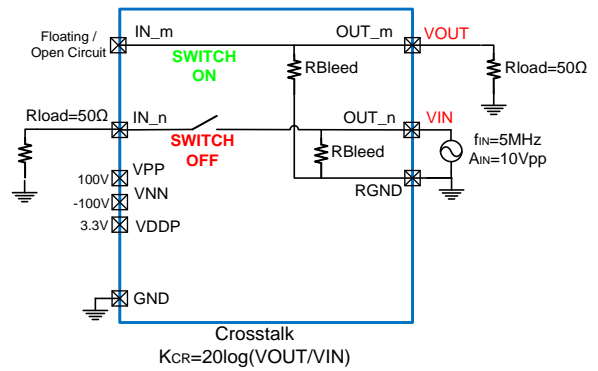 Floating /
Open Circuit
IN_m
OUT_m
VOUT
SWITCH
ON
RBleed
Rload=50Ω
Rload=50Ω
IN_n
OUT_n
VIN
SWITCH
OFF
RBleed
fIN=5MHz
AIN=10Vpp
100V
VPP
-100V
VNN
3.3V
VDDP
RGND
GND
Crosstalk
KCR=20log(VOUT/VIN)